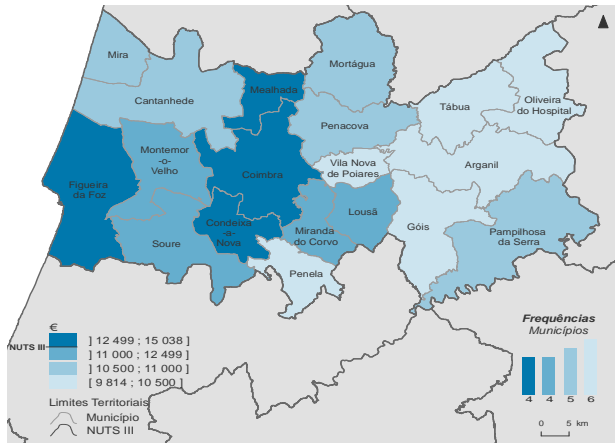 Mira
Mortágua
Mealhada
Cantanhede
Tábua
Oliveira
do Hospital
Penacova
Montemor
-o-
Velho
Vila Nova
de Poiares
Arganil
Coimbra
Figueira
da Foz
Lousã
Condeixa
-a-
Nova
Miranda
do Corvo
Góis
Pampilhosa
da Serra
Soure
Penela
€
NUTS III
] 12 499 ; 15 038 ]
] 11 000 ; 12 499 ]
] 10 500 ; 11 000 ]
[ 9 814 ; 10 500 ]
Limites Territoriais
Município
NUTS III
Frequências
Municípios
4 4 5 6
0 5 km